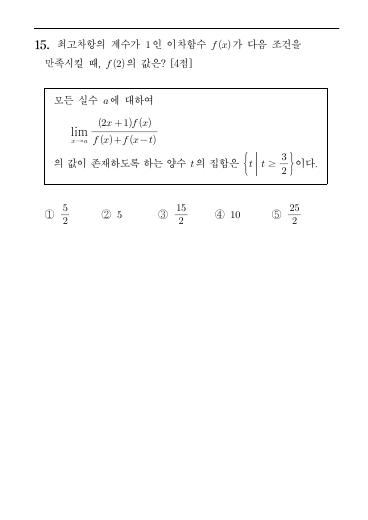 15. 최고차항의 계수가 1인 이차함수 f(x)가 다음 조건을
만족시킬 때, f(2)의 값은? [4점]
모든 실수 a에 대하여
lim_{x→a} (2x+1)f(x) / (f(x)+f(x-t))
의 값이 존재하도록 하는 양수 t의 집합은 {t | t ≥ 3/2}이다.
① 5/2 ② 5 ③ 15/2 ④ 10 ⑤ 25/2